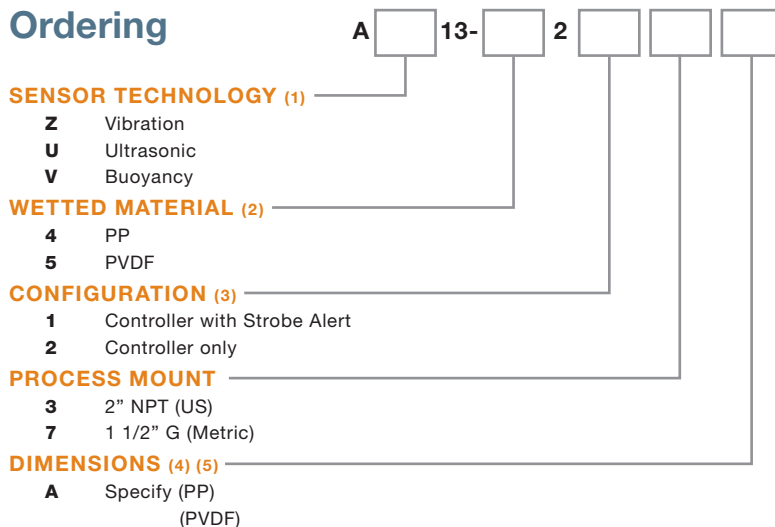 Ordering
A 13- 2
SENSOR TECHNOLOGY (1)
Z Vibration
U Ultrasonic
V Buoyancy
WETTED MATERIAL (2)
4 PP
5 PVDF
CONFIGURATION (3)
1 Controller with Strobe Alert
2 Controller only
PROCESS MOUNT
3 2” NPT (US)
7 1 1/2” G (Metric)
DIMENSIONS (4) (5)
A Specify (PP)
(PVDF)